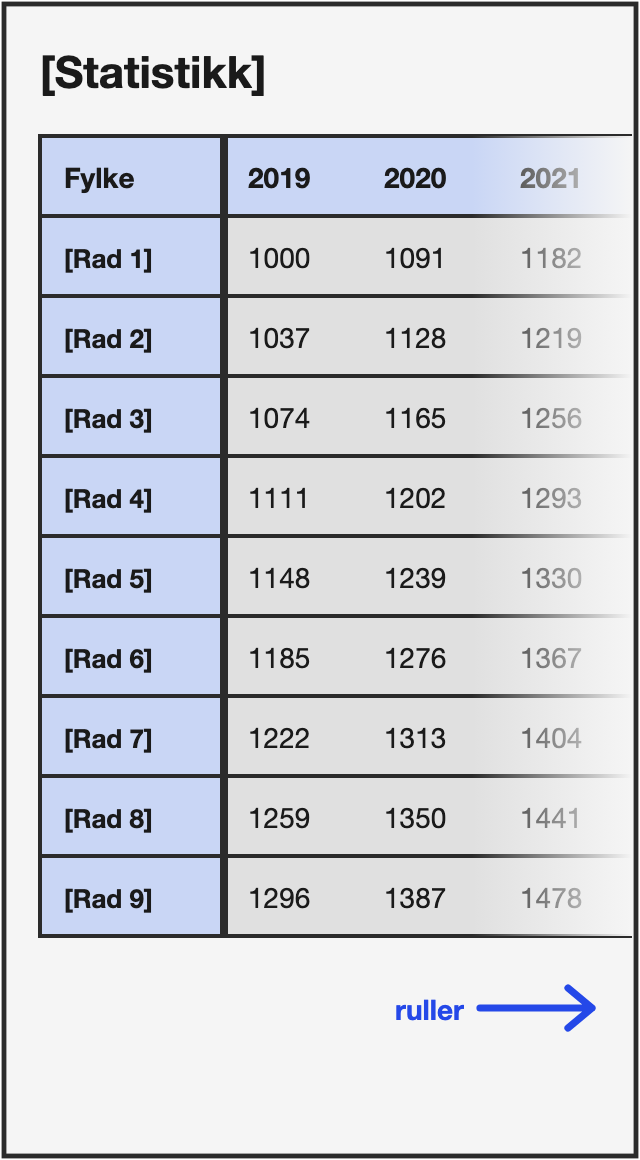 [Statistikk]
Fylke 2019 2020 2021
[Rad 1] 1000 1091 1182
[Rad 2] 1037 1128 1219
[Rad 3] 1074 1165 1256
[Rad 4] 1111 1202 1293
[Rad 5] 1148 1239 1330
[Rad 6] 1185 1276 1367
[Rad 7] 1222 1313 1404
[Rad 8] 1259 1350 1441
[Rad 9] 1296 1387 1478
ruller